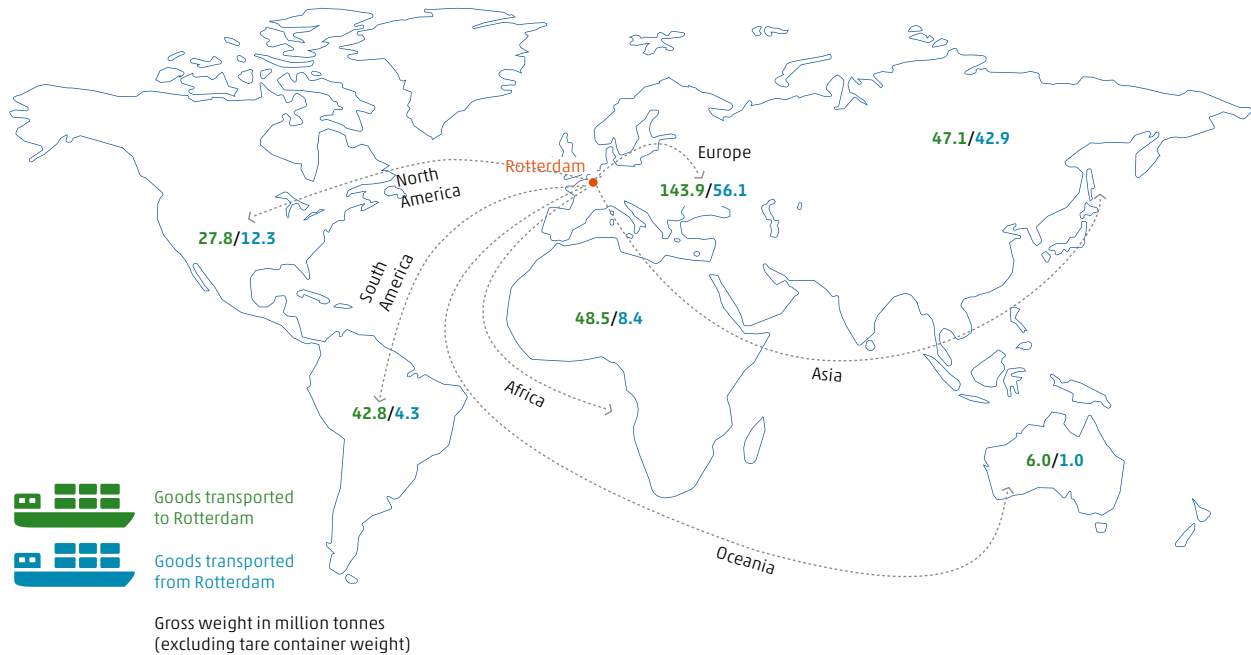 47.1/42.9
Europe
Rotterdam
North
America
143.9/56.1
27.8/12.3
South
America
48.5/8.4
Asia
Africa
42.8/4.3
6.0/1.0
Goods transported
to Rotterdam
Oceania
Goods transported
from Rotterdam
Gross weight in million tonnes
(excluding tare container weight)